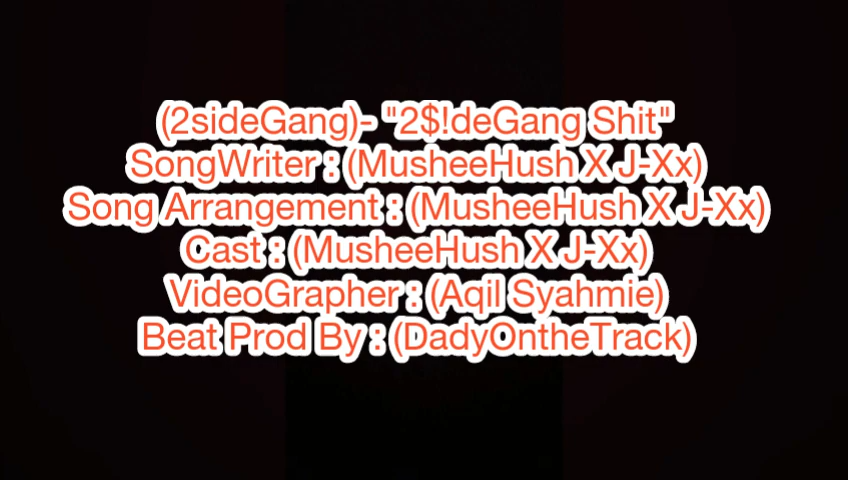 (2sideGang)- "2$!deGang Shit"
SongWriter : (MusheeHush X J-Xx)
Song Arrangement : (MusheeHush X J-Xx)
Cast : (MusheeHush X J-Xx)
VideoGrapher : (Aqil Syahmie)
Beat Prod By : (DadyOntheTrack)